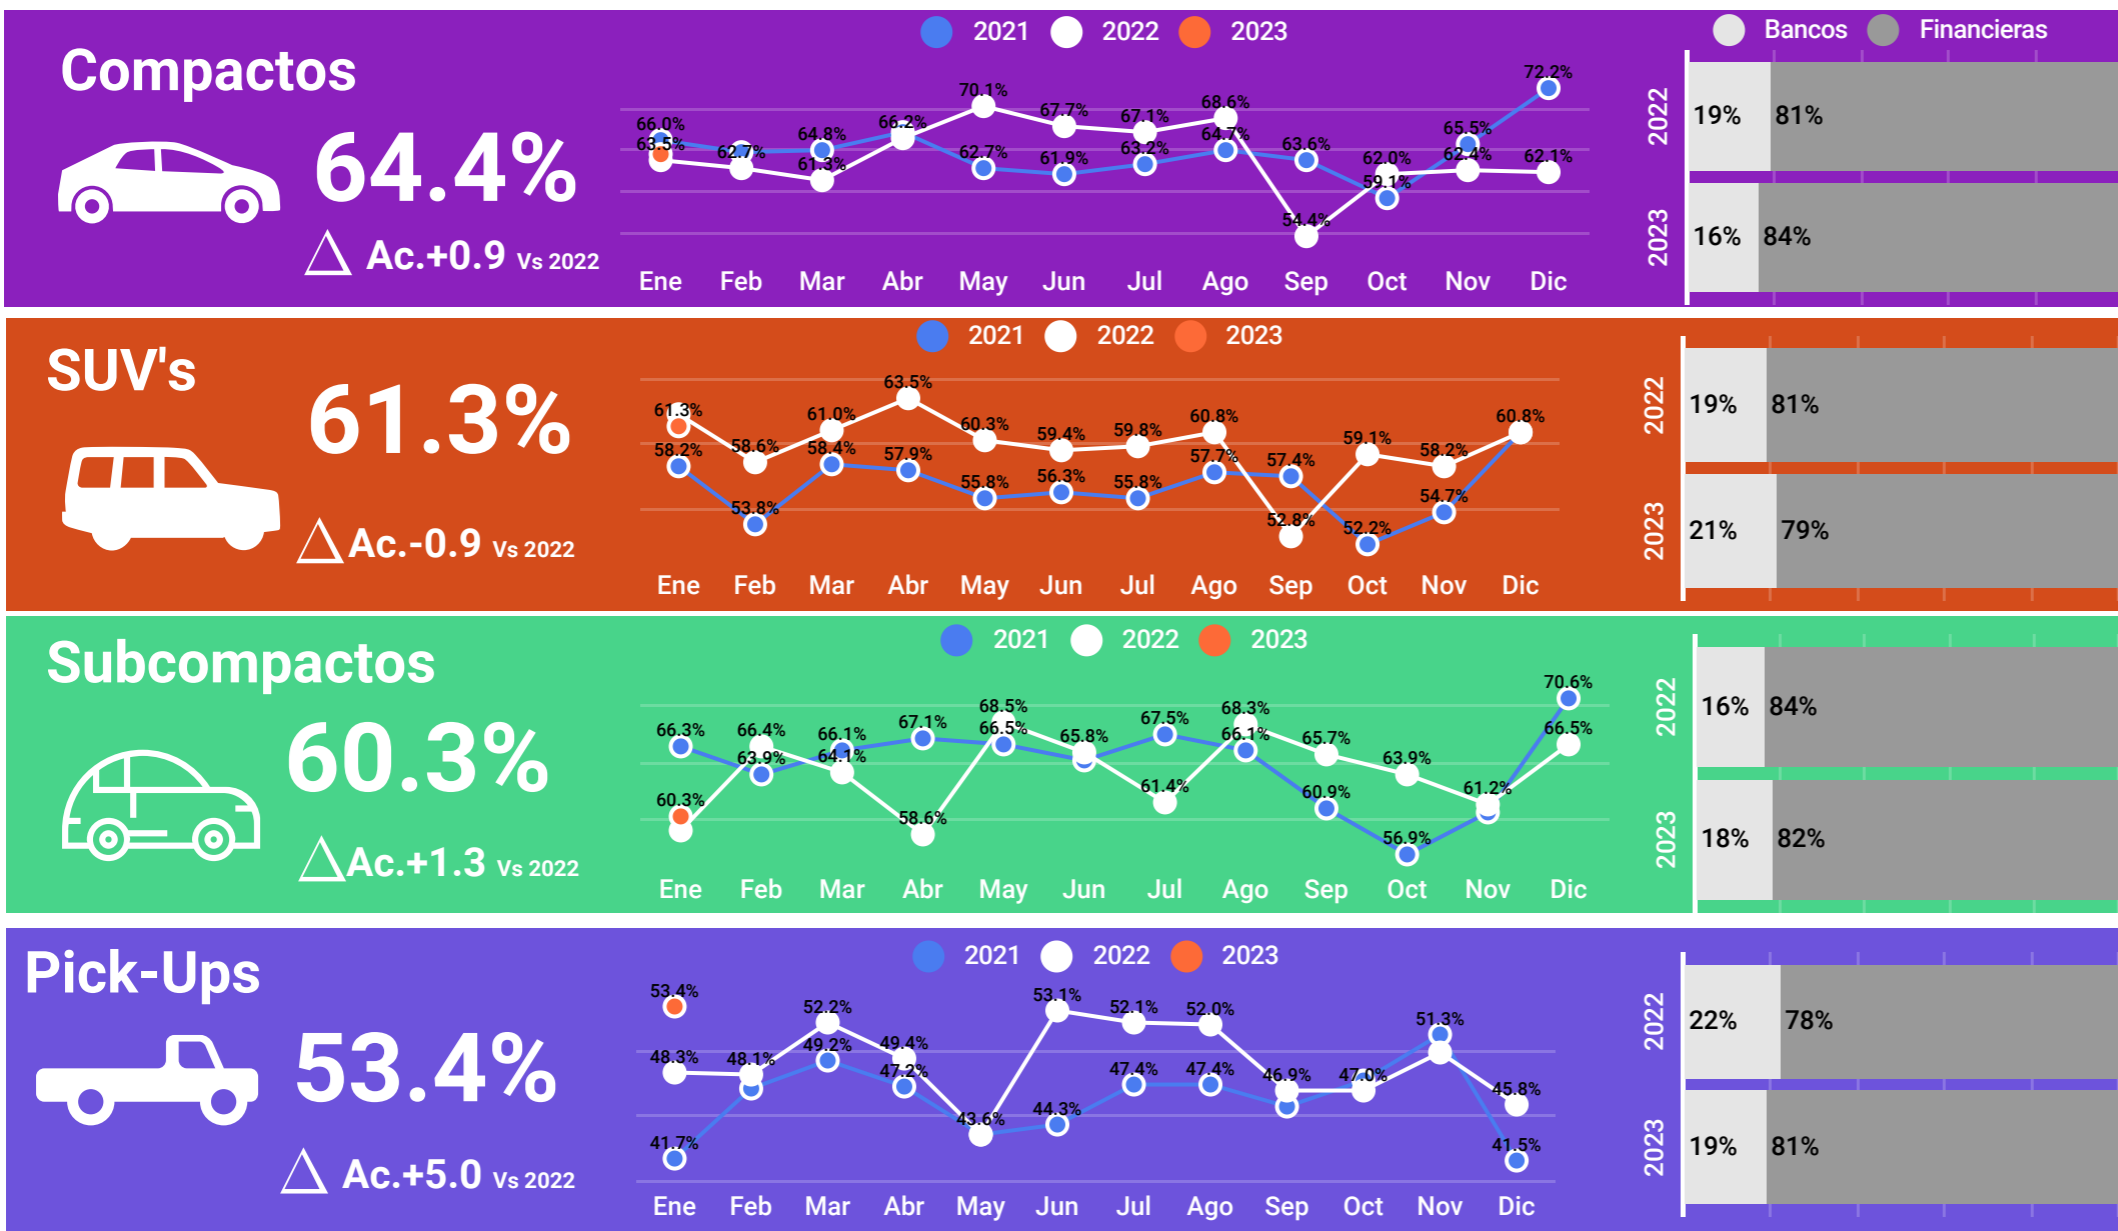 Compactos
64.4%
Ac.+0.9 Vs 2022
2021 2022 2023
66.0% 62.7% 64.8% 66.2% 70.1% 67.7% 67.1% 68.6% 63.6% 62.0% 65.5% 72.2%
63.5% 61.3% 62.7% 61.9% 63.2% 64.7% 54.4% 59.1% 62.4% 62.1%
Ene Feb Mar Abr May Jun Jul Ago Sep Oct Nov Dic
Bancos Financieras
2022 19% 81%
2023 16% 84%
SUV's
61.3%
Ac.-0.9 Vs 2022
2021 2022 2023
61.3% 58.6% 61.0% 63.5% 60.3% 59.4% 59.8% 60.8% 57.4% 59.1% 58.2% 60.8%
58.2% 53.8% 58.4% 57.9% 55.8% 56.3% 55.8% 57.7% 52.8% 52.2% 54.7%
Ene Feb Mar Abr May Jun Jul Ago Sep Oct Nov Dic
2022 19% 81%
2023 21% 79%
Subcompactos
60.3%
Ac.+1.3 Vs 2022
2021 2022 2023
66.3% 66.4% 66.1% 67.1% 68.5% 65.8% 67.5% 68.3% 65.7% 63.9% 61.2% 70.6%
60.3% 63.9% 64.1% 58.6% 66.5% 61.4% 66.1% 60.9% 56.9% 66.5%
Ene Feb Mar Abr May Jun Jul Ago Sep Oct Nov Dic
2022 16% 84%
2023 18% 82%
Pick-Ups
53.4%
Ac.+5.0 Vs 2022
2021 2022 2023
53.4% 48.1% 52.2% 49.4% 43.6% 53.1% 52.1% 52.0% 46.9% 47.0% 51.3% 45.8%
48.3% 49.2% 47.2% 44.3% 47.4% 47.4% 41.5%
41.7%
Ene Feb Mar Abr May Jun Jul Ago Sep Oct Nov Dic
2022 22% 78%
2023 19% 81%